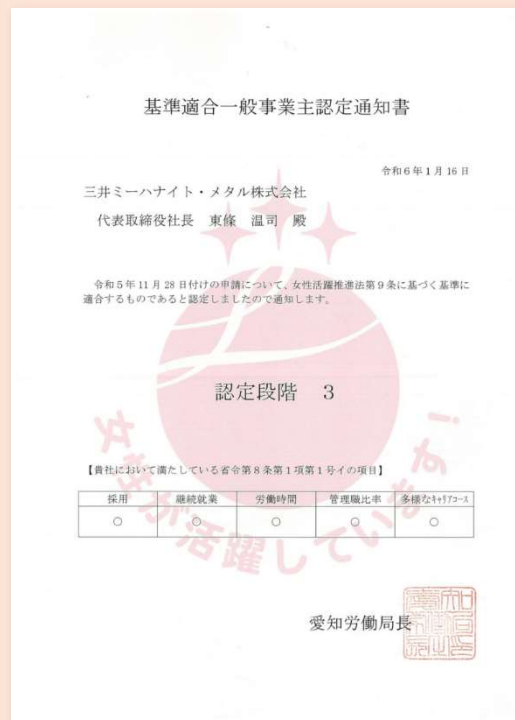 基準適合一般事業主認定通知書
令和6年1月16日
三井ミーハナイト・メタル株式会社
代表取締役社長 東條 温司 殿
令和5年11月28日付けの申請について、女性活躍推進法第9条に基づく基準に
適合するものであると認定しましたので通知します。
認定段階 3
【貴社において満たしている省令第8条第1項第1号イの項目】
採用 継続就業 労働時間 管理職比率 多様なキャリアコース
○ ○ ○ ○ ○
女性が活躍しています!
愛知労働局長